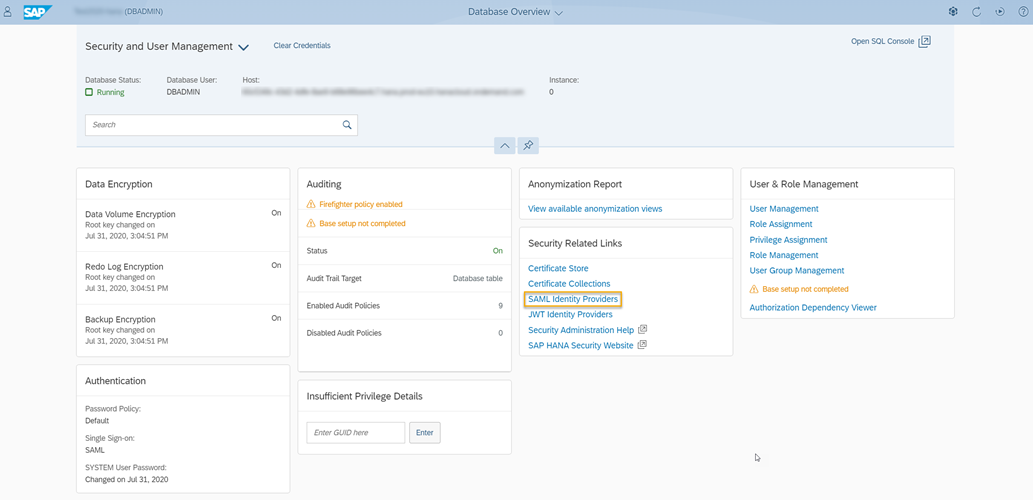 SAP
(DBADMIN)
Database Overview
Security and User Management
Clear Credentials
Open SQL Console
Database Status:
Running
Database User:
DBADMIN
Host:
Instance:
0
Search
Data Encryption
Data Volume Encryption
On
Root key changed on
Jul 31, 2020, 3:04:51 PM
Redo Log Encryption
On
Root key changed on
Jul 31, 2020, 3:04:51 PM
Backup Encryption
On
Root key changed on
Jul 31, 2020, 3:04:51 PM
Authentication
Password Policy:
Default
Single Sign-on:
SAML
SYSTEM User Password:
Changed on Jul 31, 2020
Auditing
Firefighter policy enabled
Base setup not completed
Status
On
Audit Trail Target
Database table
Enabled Audit Policies
9
Disabled Audit Policies
0
Insufficient Privilege Details
Enter GUID here
Enter
Anonymization Report
View available anonymization views
Security Related Links
Certificate Store
Certificate Collections
SAML Identity Providers
JWT Identity Providers
Security Administration Help
SAP HANA Security Website
User & Role Management
User Management
Role Assignment
Privilege Assignment
Role Management
User Group Management
Base setup not completed
Authorization Dependency Viewer